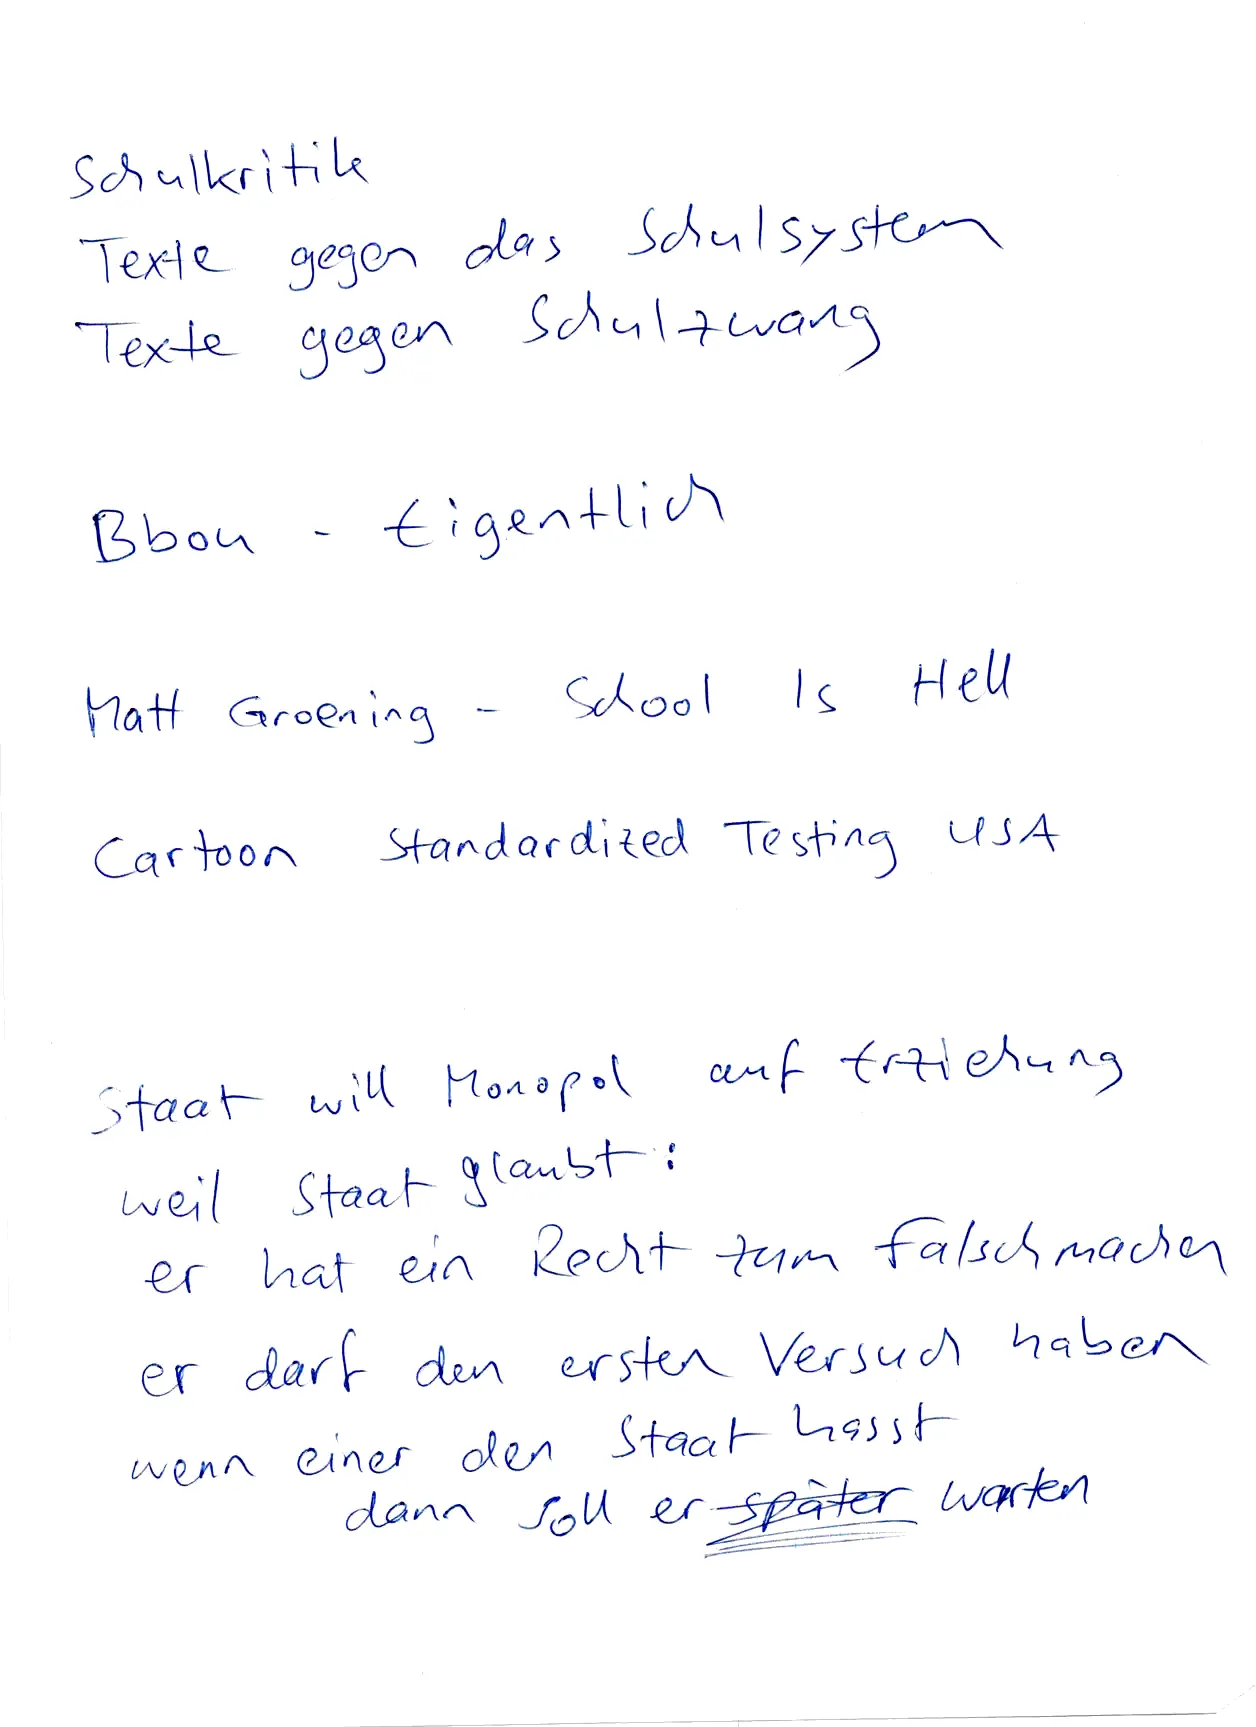 Schulkritik
Texte gegen das Schulsystem
Texte gegen Schulzwang
Bbou - Eigentlich
Matt Groening - School Is Hell
Cartoon Standardized Testing USA
Staat will Monopol auf Erziehung
weil Staat glaubt:
er hat ein Recht zum falschmachen
er darf den ersten Versuch haben
wenn einer den Staat hasst
dann soll er später warten